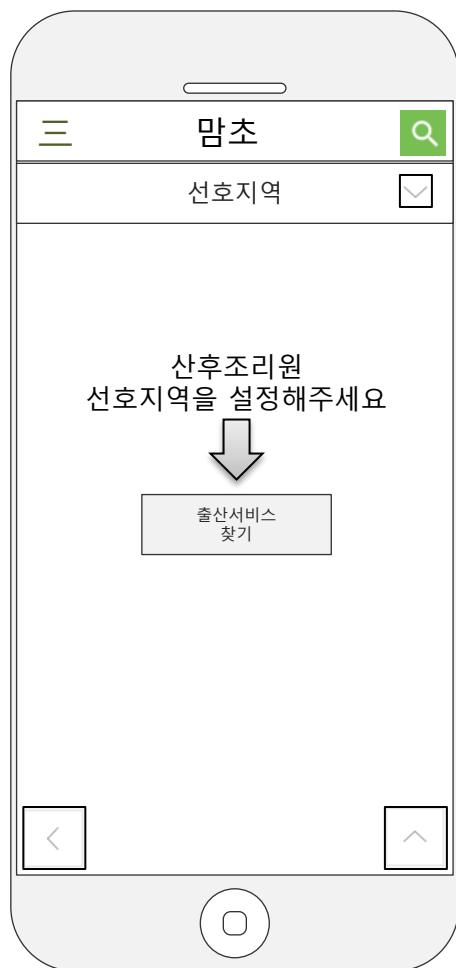 맘초
선호지역
산후조리원
선호지역을 설정해주세요
출산서비스
찾기